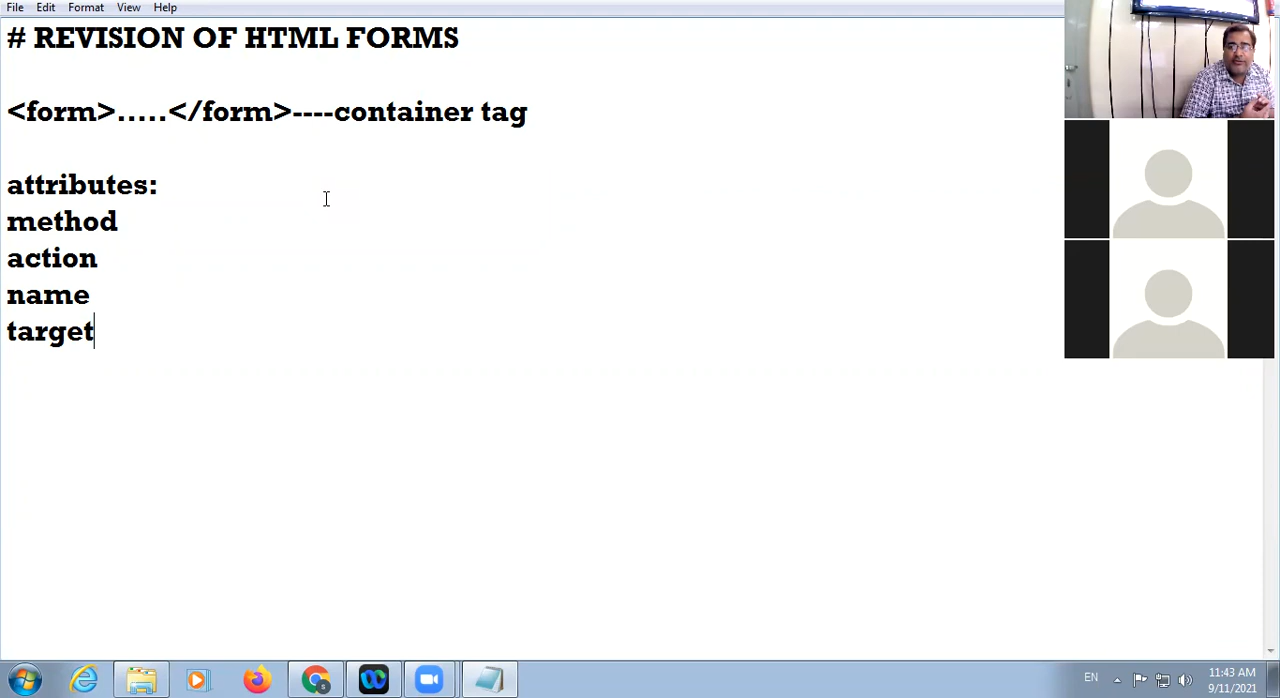 File Edit Format View Help
# REVISION OF HTML FORMS
<form>.....</form>----container tag
attributes:
method
action
name
target
EN
11:43 AM
9/11/2021